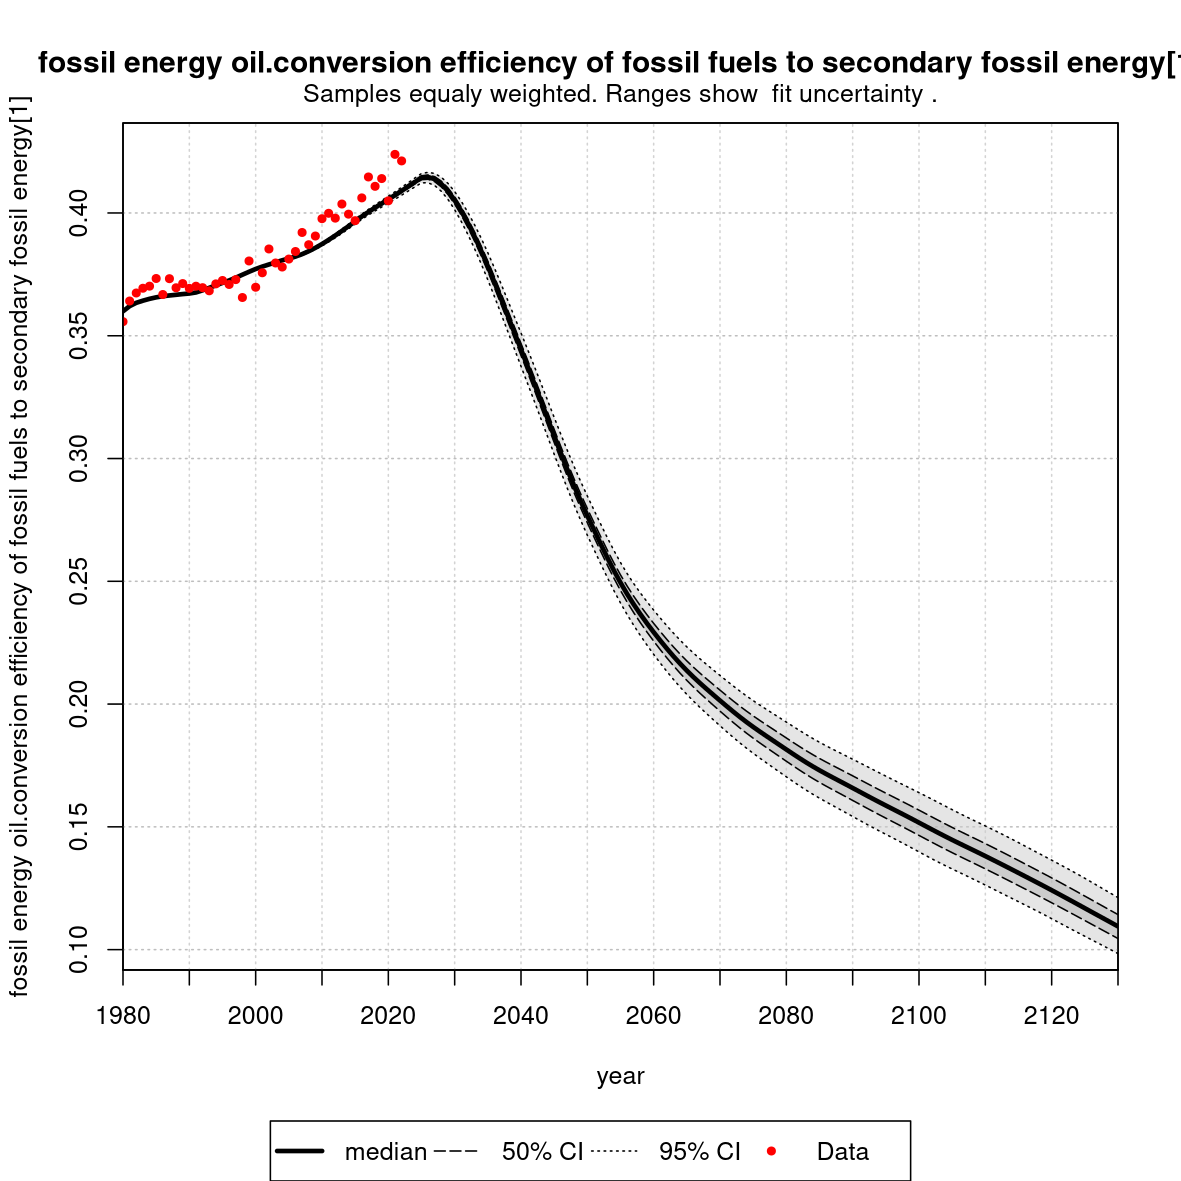 fossil energy oil.conversion efficiency of fossil fuels to secondary fossil energy[
Samples equaly weighted. Ranges show  fit uncertainty .
fossil energy oil.conversion efficiency of fossil fuels to secondary fossil energy[1]
0.40
0.35
0.30
0.25
0.20
0.15
0.10
1980 2000 2020 2040 2060 2080 2100 2120
year
median 50% CI 95% CI Data